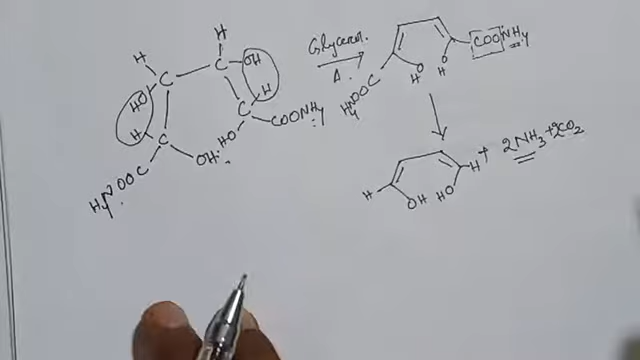 H
H
C
C
OH
HO
H
H
C
C
COONH4
HO
OH
H4NOOC
Glycerol.
Δ.
COONH4
O
H
O
H
H4NOOC
H
OH
HO
H
+ 2NH3 + 2CO2